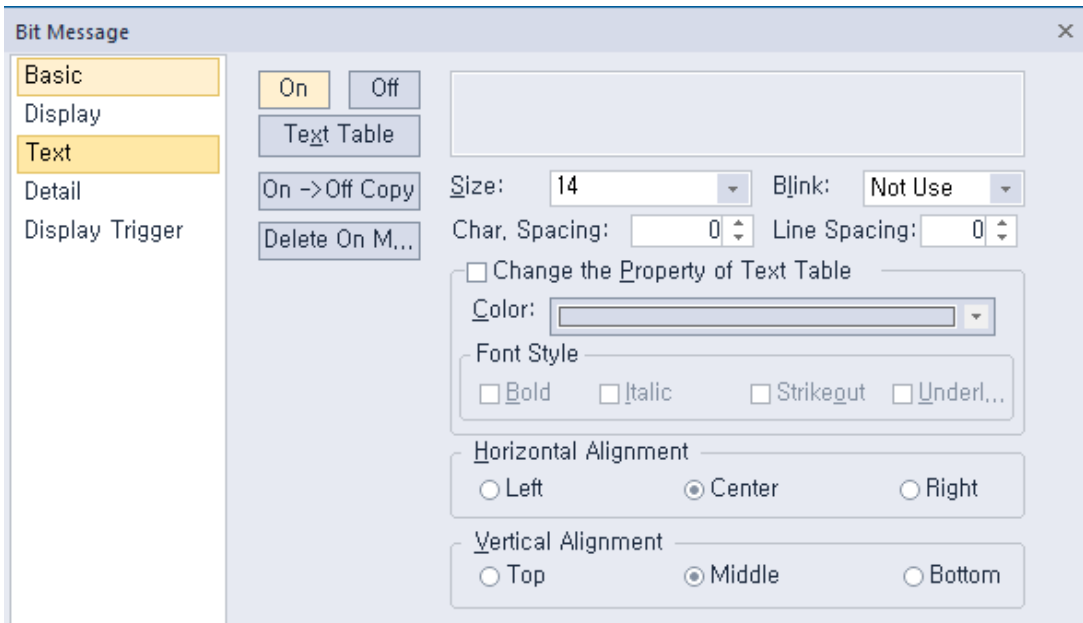 Bit Message
Basic
Display
Text
Detail
Display Trigger
On Off
Text Table
On ->Off Copy
Delete On M...
Size: 14 Blink: Not Use
Char. Spacing: 0 Line Spacing: 0
Change the Property of Text Table
Color:
Font Style
Bold Italic Strikeout Underl...
Horizontal Alignment
Left Center Right
Vertical Alignment
Top Middle Bottom